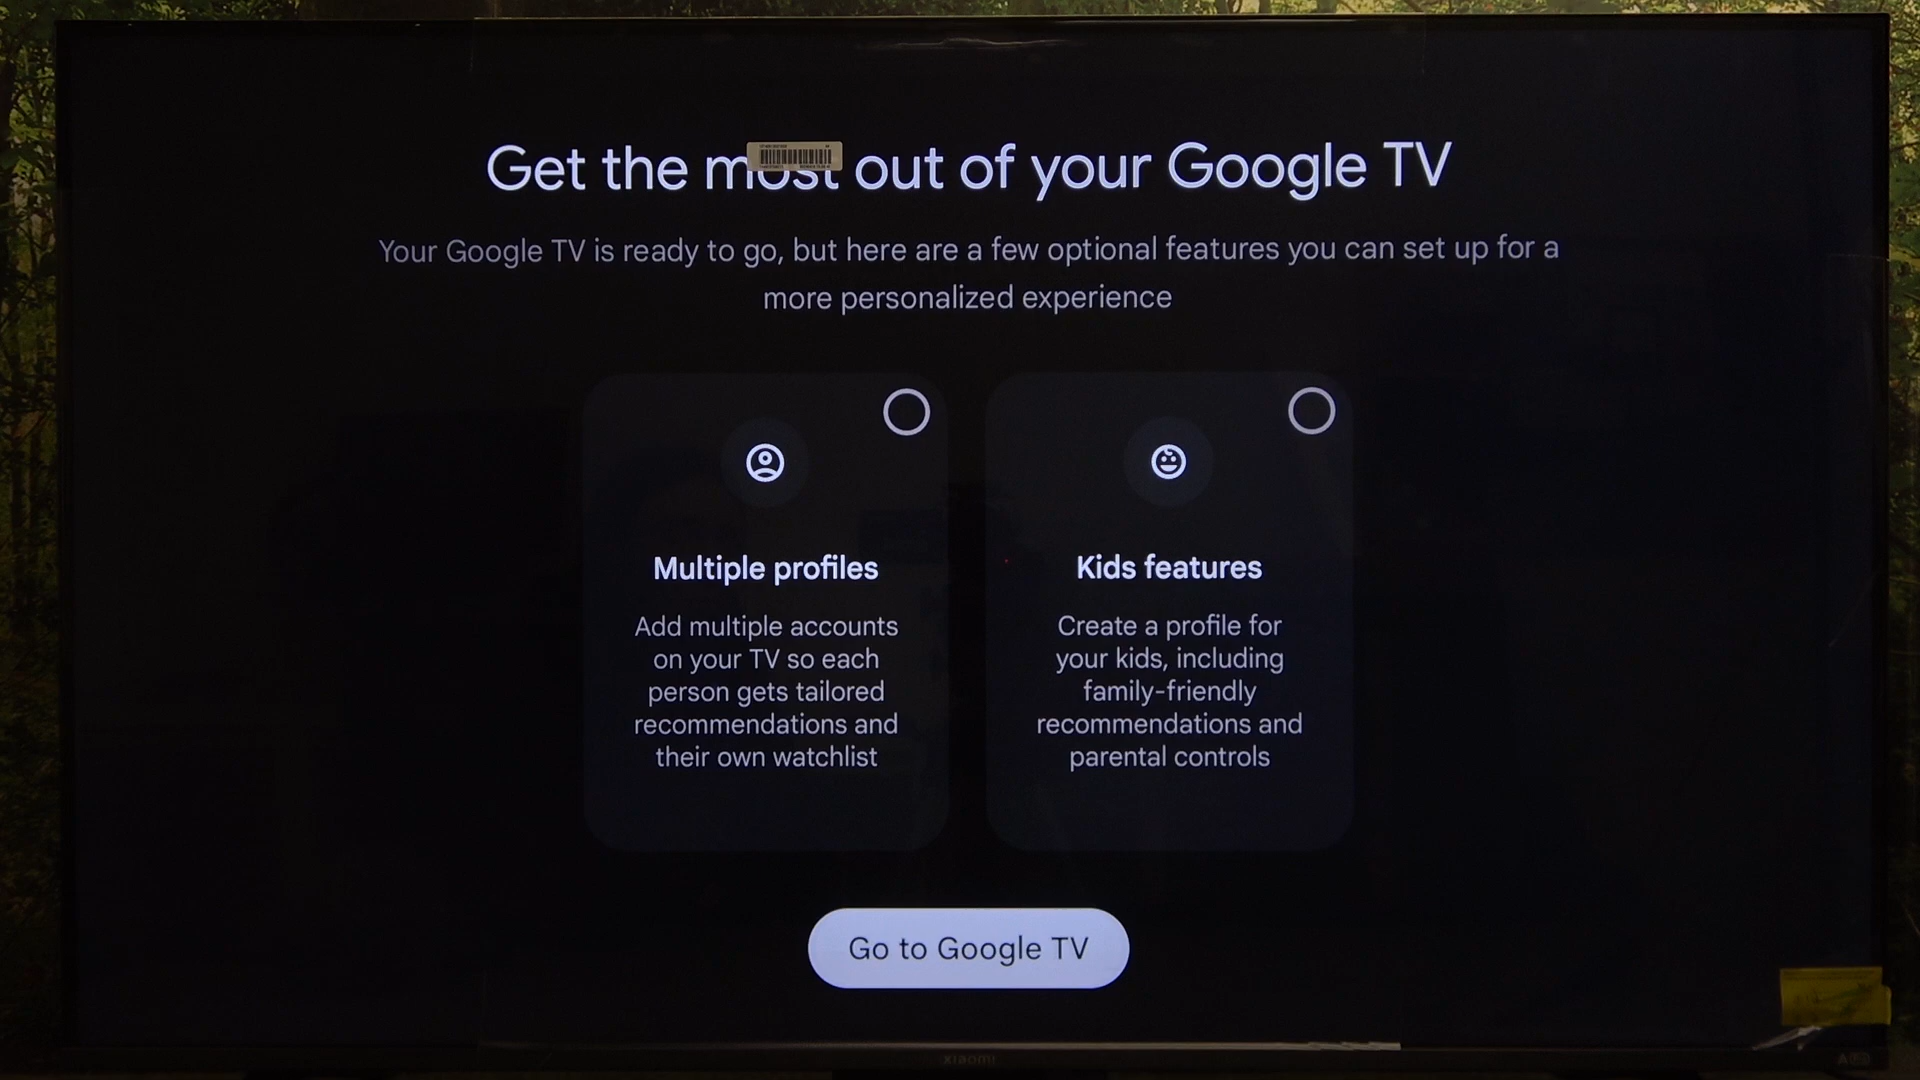 Get the most out of your Google TV
Your Google TV is ready to go, but here are a few optional features you can set up for a
more personalized experience
Multiple profiles
Add multiple accounts
on your TV so each
person gets tailored
recommendations and
their own watchlist
Kids features
Create a profile for
your kids, including
family-friendly
recommendations and
parental controls
Go to Google TV
xiaomi